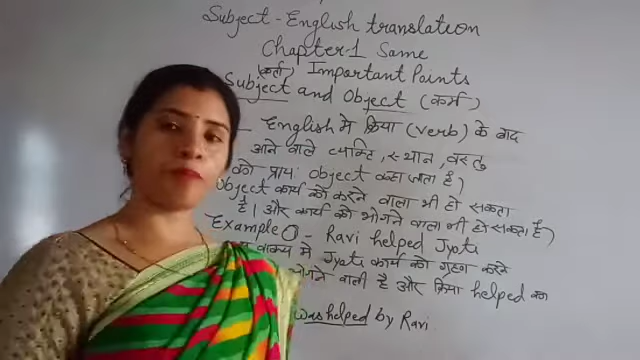 Subject - English translation
Chapter-1 Same
(कर्ता) Important Points
Subject and Object (कर्म)
English में क्रिया (verb) के बाद
आने वाले व्यक्ति, स्थान, वस्तु
को प्राय: object कहा जाता है।
Object कार्य को करने वाला भी हो सकता
है। और कार्य को भोगने वाला भी हो सकता है)
Example ① - Ravi helped Jyoti
वाक्य में Jyoti कार्य को ग्रहण करने
भोगने वाली है और क्रिया helped का
was helped by Ravi